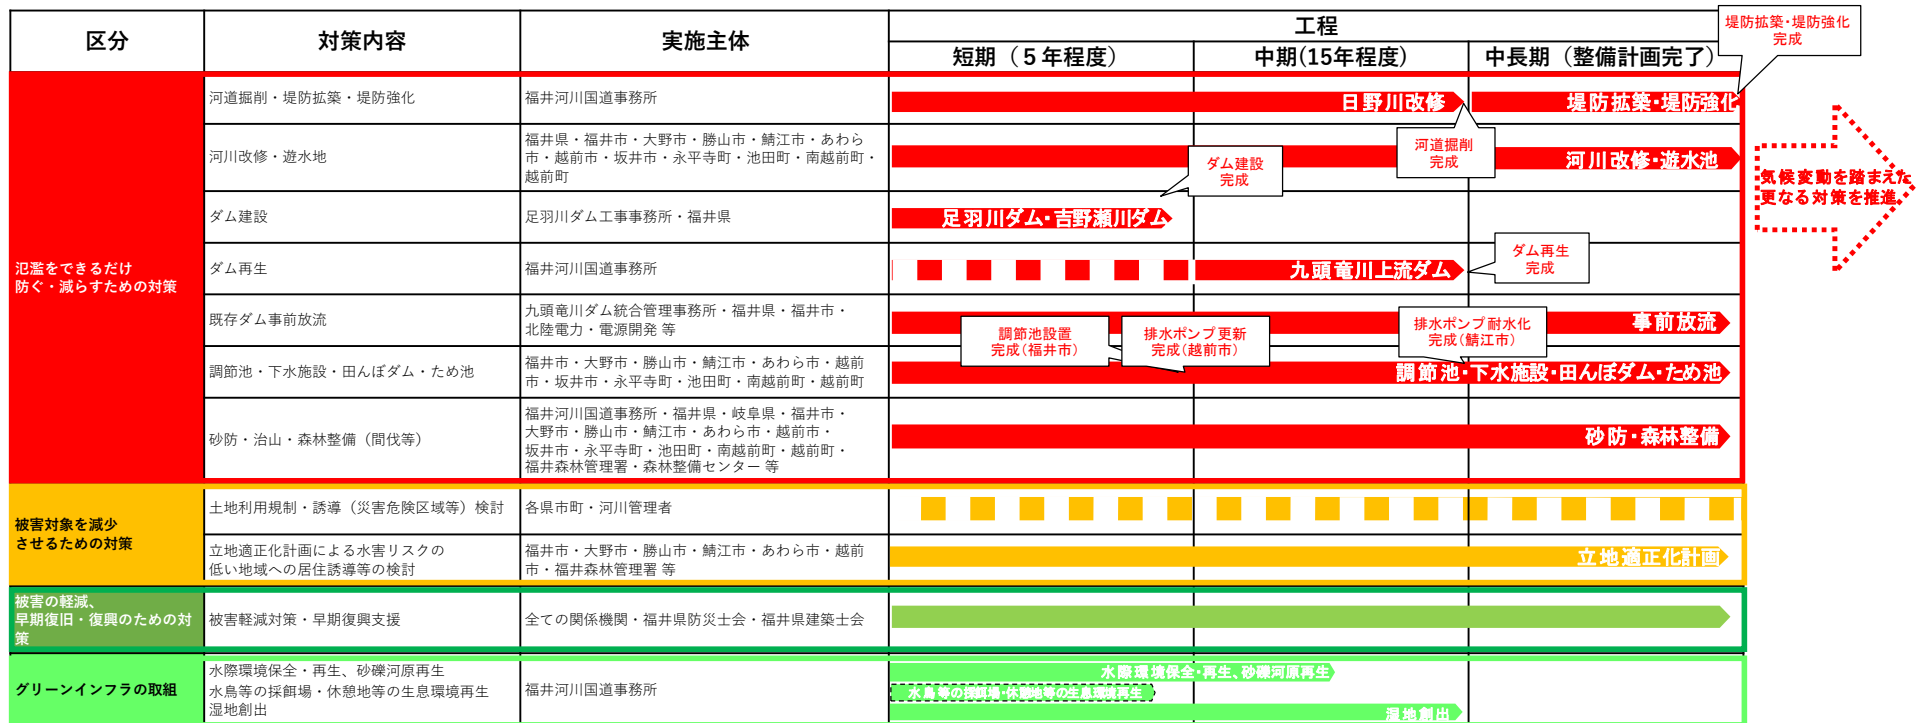 区分
対策内容
実施主体
工程
短期（５年程度）
中期(15年程度)
中長期（整備計画完了）
堤防拡築・堤防強化
完成
氾濫をできるだけ
防ぐ・減らすための対策
河道掘削・堤防拡築・堤防強化
福井河川国道事務所
日野川改修
堤防拡築・堤防強化
河道掘削
完成
河川改修・遊水地
福井県・福井市・大野市・勝山市・鯖江市・あわら
市・越前市・坂井市・永平寺町・池田町・南越前町・
越前町
河川改修・遊水池
ダム建設
完成
ダム建設
足羽川ダム工事事務所・福井県
足羽川ダム・吉野瀬川ダム
ダム再生
福井河川国道事務所
九頭竜川上流ダム
ダム再生
完成
既存ダム事前放流
九頭竜川ダム統合管理事務所・福井県・福井市・
北陸電力・電源開発 等
事前放流
調節池設置
完成(福井市)
排水ポンプ更新
完成(越前市)
排水ポンプ耐水化
完成(鯖江市)
調節池・下水施設・田んぼダム・ため池
福井市・大野市・勝山市・鯖江市・あわら市・越前
市・坂井市・永平寺町・池田町・南越前町・越前町
調節池・下水施設・田んぼダム・ため池
砂防・治山・森林整備（間伐等）
福井河川国道事務所・福井県・岐阜県・福井市・
大野市・勝山市・鯖江市・あわら市・越前市・
坂井市・永平寺町・池田町・南越前町・越前町・
福井森林管理署・森林整備センター 等
砂防・森林整備
気候変動を踏まえた
更なる対策を推進
被害対象を減少
させるための対策
土地利用規制・誘導（災害危険区域等）検討
各県市町・河川管理者
立地適正化計画による水害リスクの
低い地域への居住誘導等の検討
福井市・大野市・勝山市・鯖江市・あわら市・越前
市・福井森林管理署 等
立地適正化計画
被害の軽減、
早期復旧・復興のための対
策
被害軽減対策・早期復興支援
全ての関係機関・福井県防災士会・福井県建築士会
グリーンインフラの取組
水際環境保全・再生、砂礫河原再生
水鳥等の採餌場・休憩地等の生息環境再生
湿地創出
福井河川国道事務所
水際環境保全・再生、砂礫河原再生
水鳥等の採餌場・休憩地等の生息環境再生
湿地創出